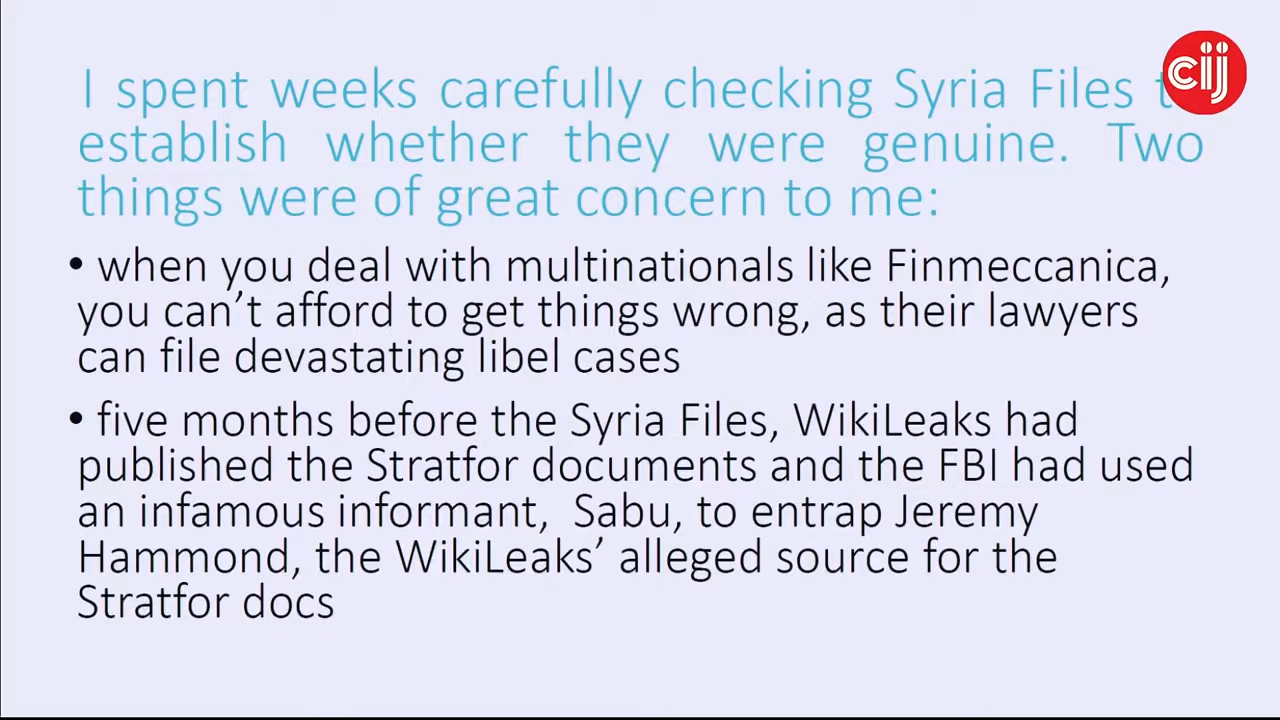 cij
I spent weeks carefully checking Syria Files
establish whether they were genuine. Two
things were of great concern to me:
• when you deal with multinationals like Finmeccanica,
you can’t afford to get things wrong, as their lawyers
can file devastating libel cases
• five months before the Syria Files, WikiLeaks had
published the Stratfor documents and the FBI had used
an infamous informant, Sabu, to entrap Jeremy
Hammond, the WikiLeaks’ alleged source for the
Stratfor docs